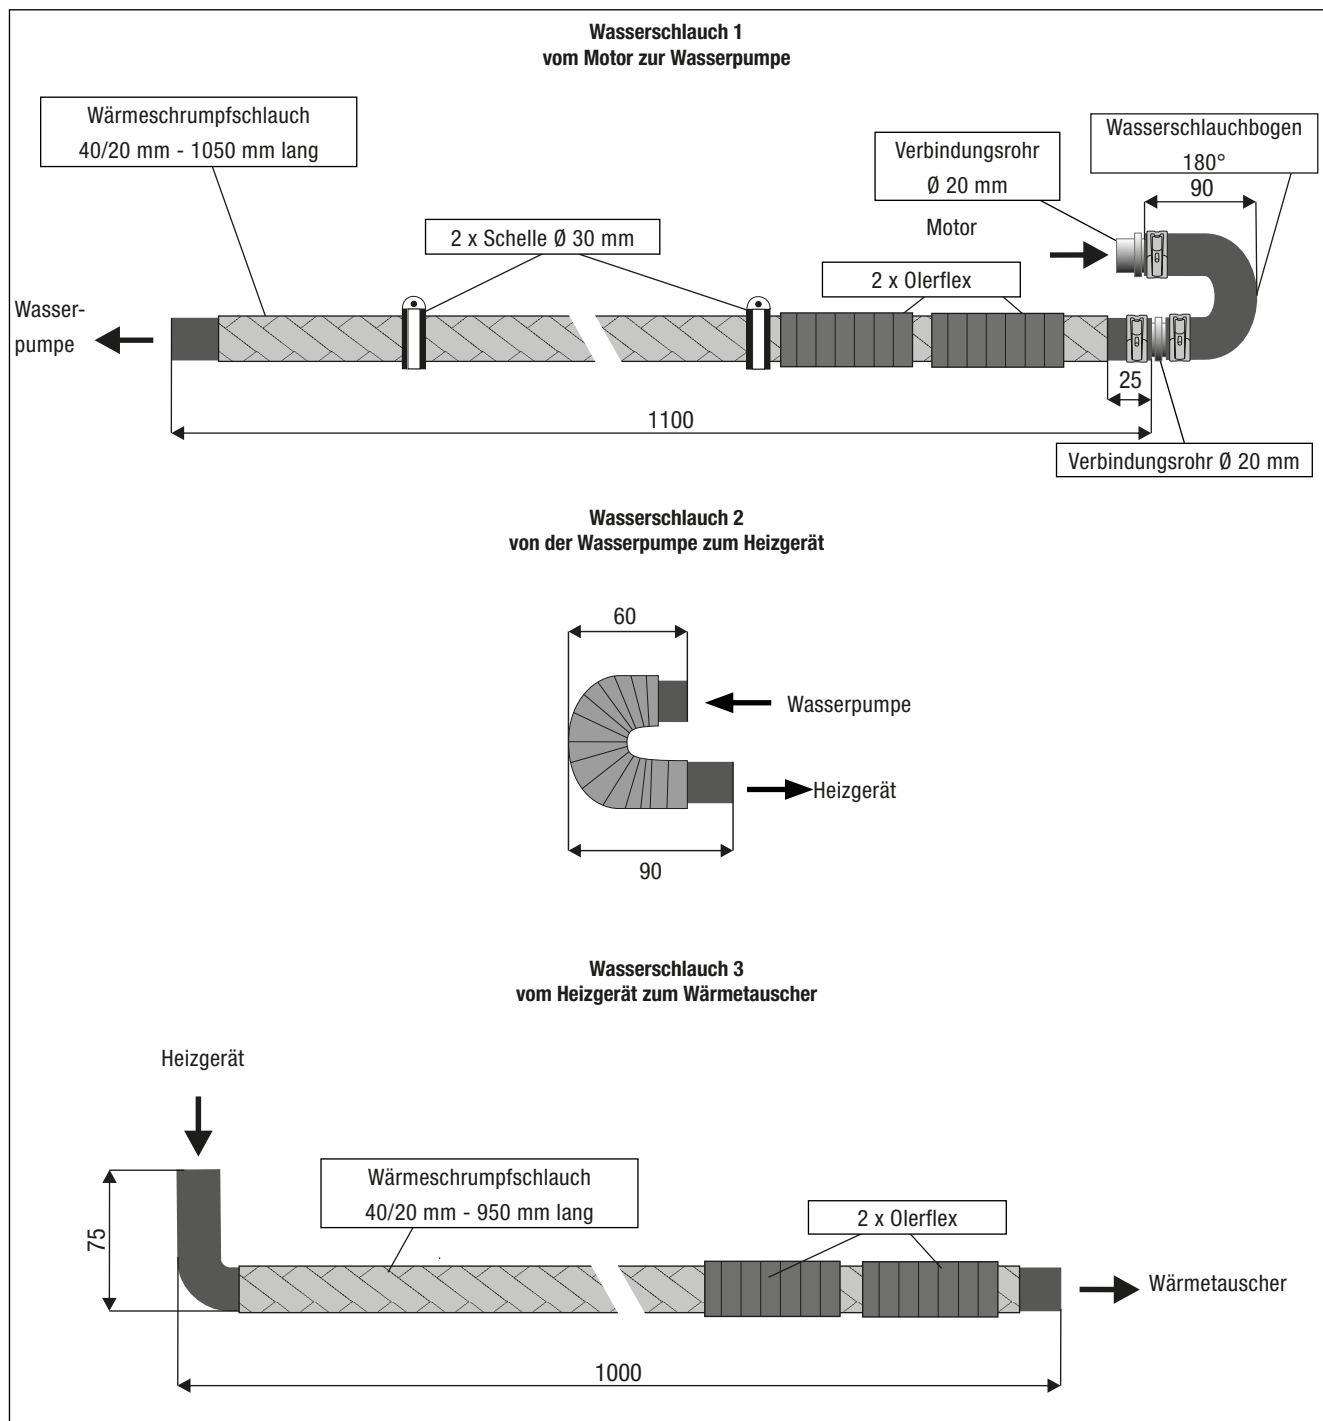 Wasserschlauch 1
vom Motor zur Wasserpumpe
Wärmeschrumpfschlauch
40/20 mm - 1050 mm lang
Verbindungsrohr
Ø 20 mm
Wasserschlauchbogen
180°
90
2 x Schelle Ø 30 mm
Motor
2 x Olerflex
Wasser-
pumpe
25
1100
Verbindungsrohr Ø 20 mm
Wasserschlauch 2
von der Wasserpumpe zum Heizgerät
60
Wasserpumpe
Heizgerät
90
Wasserschlauch 3
vom Heizgerät zum Wärmetauscher
Heizgerät
Wärmeschrumpfschlauch
40/20 mm - 950 mm lang
2 x Olerflex
75
Wärmetauscher
1000